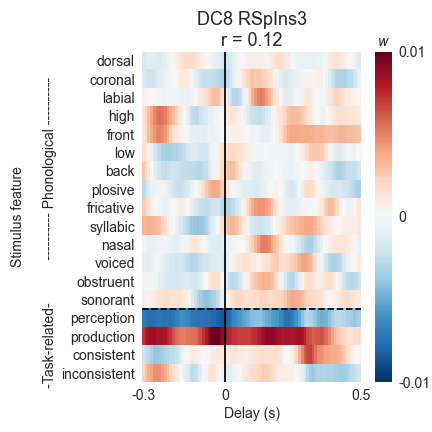 DC8 RSpIns3
r = 0.12
w
dorsal
coronal
labial
high
front
low
back
plosive
fricative
syllabic
nasal
voiced
obstruent
sonorant
perception
production
consistent
inconsistent
Stimulus feature
---------- Phonological ----------
-Task-related-
-0.3
0
0.5
Delay (s)
0.01
0
-0.01